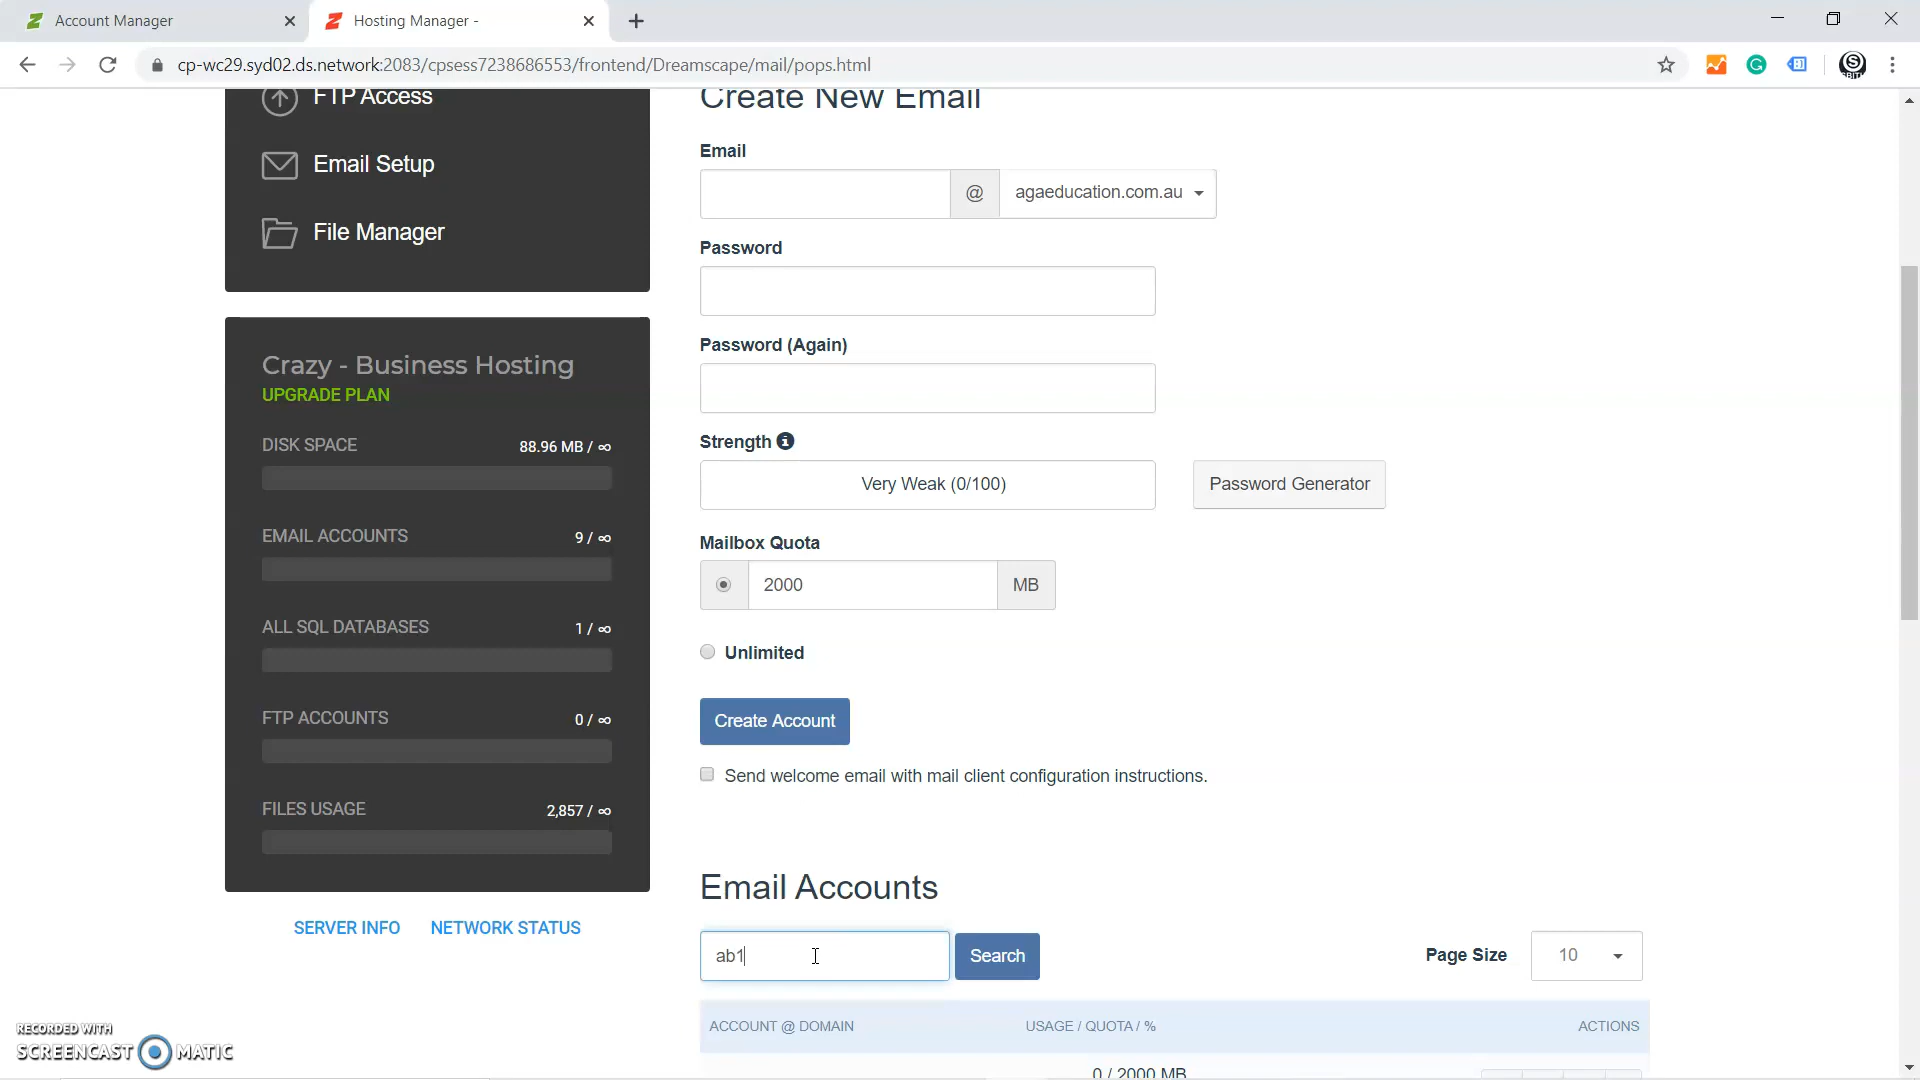 Account Manager
Hosting Manager -
cp-wc29.syd02.ds.network:2083/cpsess7238686553/frontend/Dreamscape/mail/pops.html
FTP Access
Email Setup
File Manager
Crazy - Business Hosting
UPGRADE PLAN
DISK SPACE 88.96 MB / ∞
EMAIL ACCOUNTS 9 / ∞
ALL SQL DATABASES 1 / ∞
FTP ACCOUNTS 0 / ∞
FILES USAGE 2,857 / ∞
SERVER INFO NETWORK STATUS
Create New Email
Email
@ agaeducation.com.au
Password
Password (Again)
Strength
Very Weak (0/100) Password Generator
Mailbox Quota
2000 MB
Unlimited
Create Account
Send welcome email with mail client configuration instructions.
Email Accounts
ab1 Search Page Size 10
ACCOUNT @ DOMAIN USAGE / QUOTA / % ACTIONS
0 / 2000 MB
RECORDED WITH
SCREENCAST MATIC